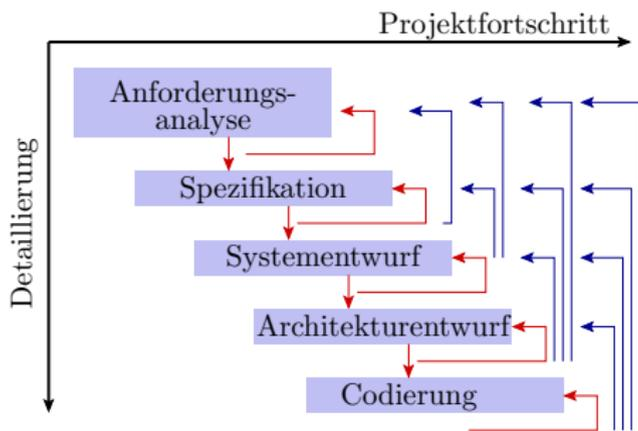 Projektfortschritt
Detaillierung
Anforderungs-
analyse
Spezifikation
Systementwurf
Architekturentwurf
Codierung